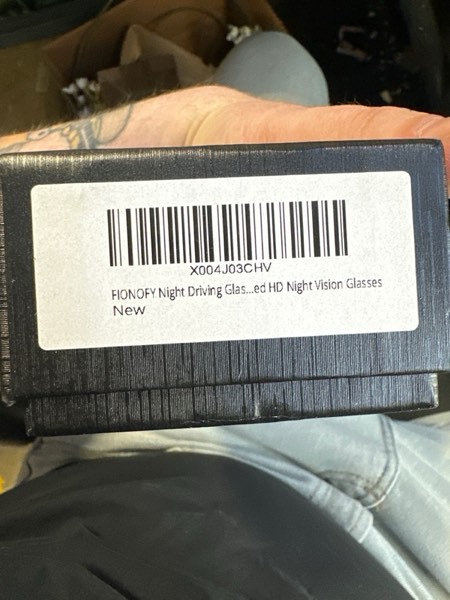 X004J03CHV
FIONOFY Night Driving Glas...ed HD Night Vision Glasses
New